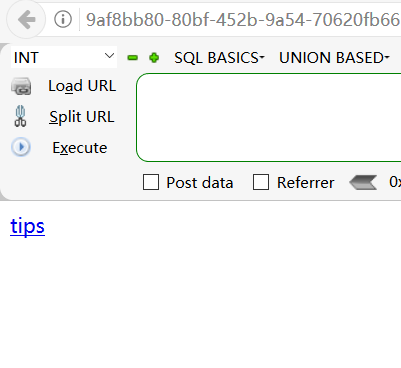 9af8bb80-80bf-452b-9a54-70620fb66
INT SQL BASICS UNION BASED
Load URL
Split URL
Execute
Post data Referrer 0x
tips